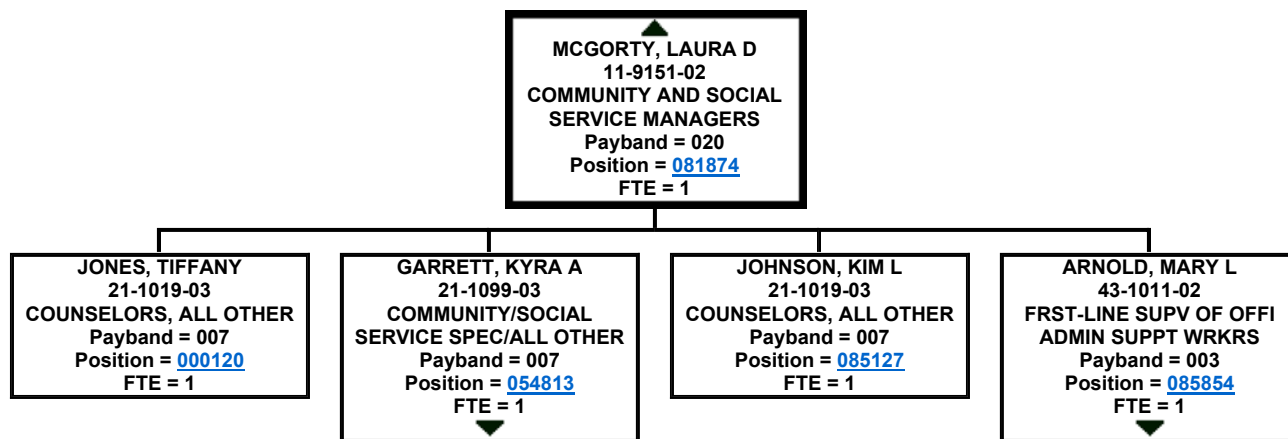 MCGORTY, LAURA D
11-9151-02
COMMUNITY AND SOCIAL
SERVICE MANAGERS
Payband = 020
Position = 081874
FTE = 1
JONES, TIFFANY
21-1019-03
COUNSELORS, ALL OTHER
Payband = 007
Position = 000120
FTE = 1
GARRETT, KYRA A
21-1099-03
COMMUNITY/SOCIAL
SERVICE SPEC/ALL OTHER
Payband = 007
Position = 054813
FTE = 1
JOHNSON, KIM L
21-1019-03
COUNSELORS, ALL OTHER
Payband = 007
Position = 085127
FTE = 1
ARNOLD, MARY L
43-1011-02
FRST-LINE SUPV OF OFFI
ADMIN SUPPT WRKRS
Payband = 003
Position = 085854
FTE = 1